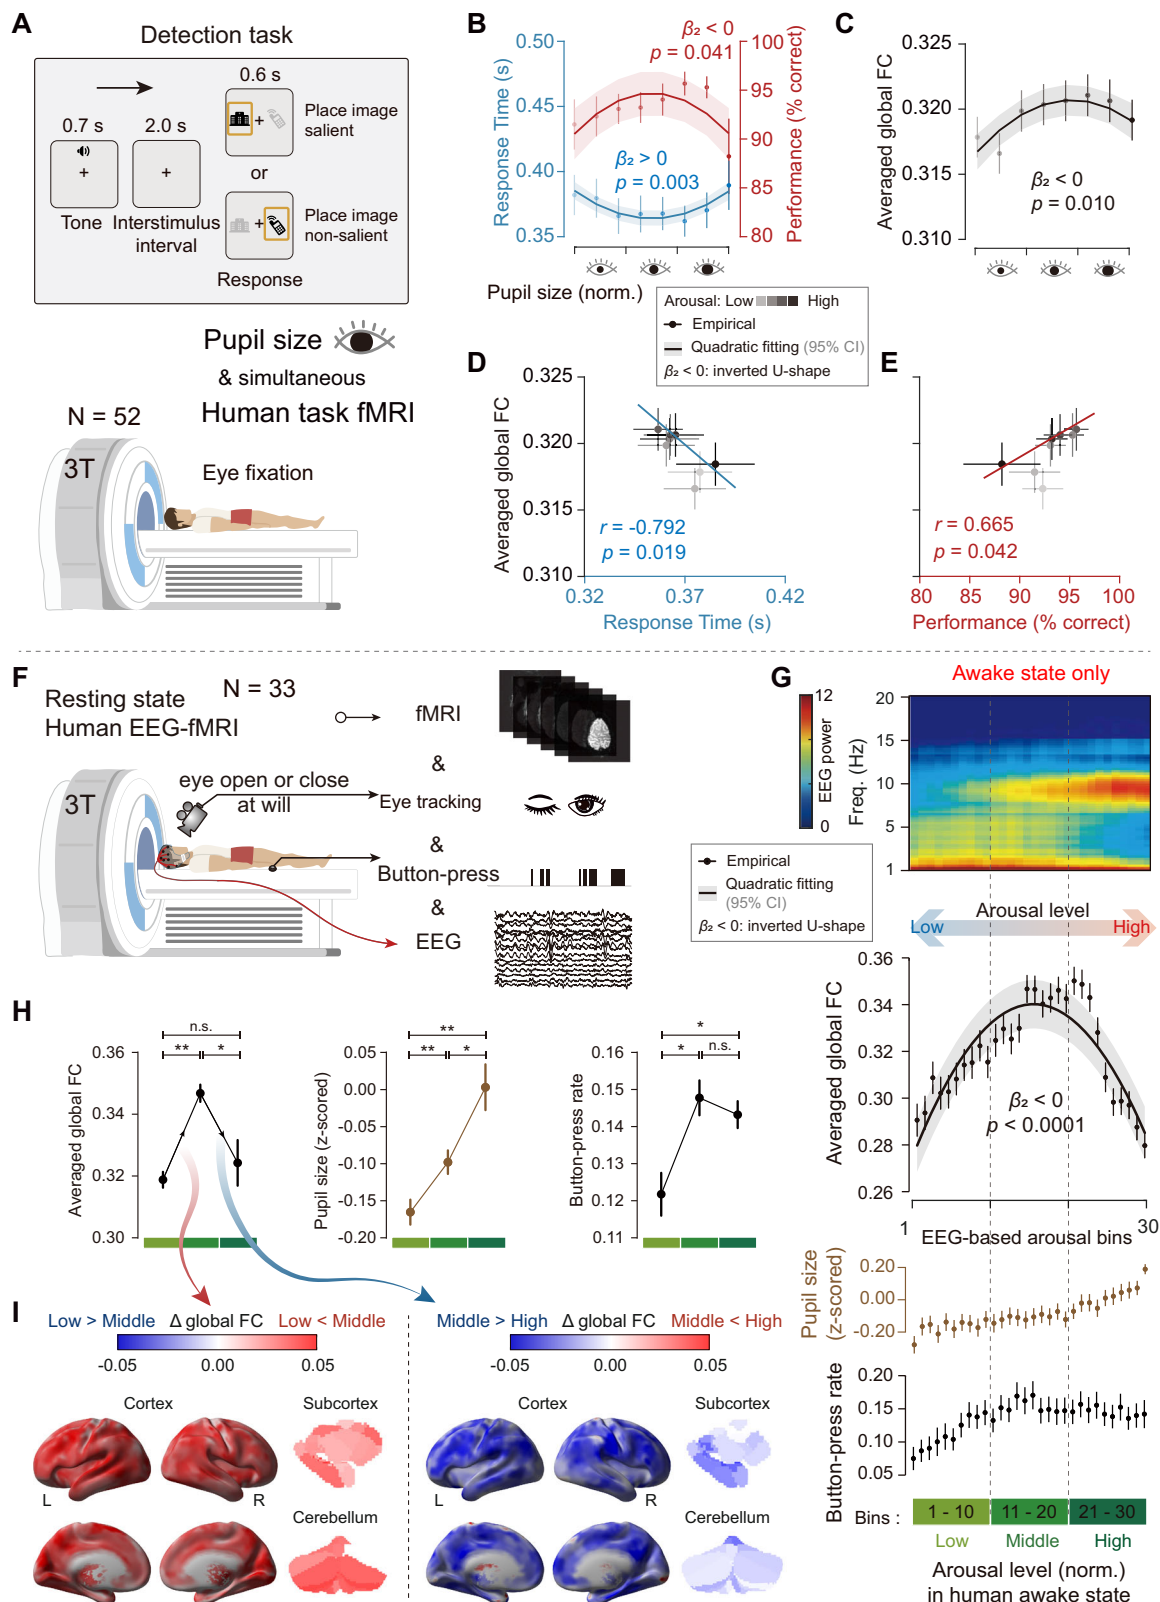 A
Detection task
0.6 s
Place image
salient
0.7 s
2.0 s
or
Tone
Interstimulus
interval
Place image
non-salient
Response
Pupil size
& simultaneous
N = 52
Human task fMRI
3T
Eye fixation
B
Response Time (s)
0.50
0.45
0.40
0.35
β₂ < 0
p = 0.041
β₂ > 0
p = 0.003
100
95
90
85
80
Performance (% correct)
Pupil size (norm.)
C
Averaged global FC
0.325
0.320
0.315
0.310
β₂ < 0
p = 0.010
Arousal: Low High
Empirical
Quadratic fitting (95% CI)
β₂ < 0: inverted U-shape
D
Averaged global FC
0.325
0.320
0.315
0.310
r = -0.792
p = 0.019
0.32
0.37
0.42
Response Time (s)
E
r = 0.665
p = 0.042
80
85
90
95
100
Performance (% correct)
F
Resting state
N = 33
Human EEG-fMRI
fMRI
&
eye open or close
at will
Eye tracking
3T
&
Button-press
&
EEG
G
Awake state only
12
EEG power
0
Freq. (Hz)
20
15
10
5
1
Empirical
Quadratic fitting
(95% CI)
β₂ < 0: inverted U-shape
Arousal level
Low
High
Averaged global FC
0.36
0.34
0.32
0.30
0.28
0.26
β₂ < 0
p < 0.0001
1
30
EEG-based arousal bins
Pupil size
(z-scored)
0.20
0.00
-0.20
Button-press rate
0.20
0.15
0.10
0.05
Bins :
1 - 10
11 - 20
21 - 30
Low
Middle
High
Arousal level (norm.)
in human awake state
H
Averaged global FC
n.s.
**
*
0.36
0.34
0.32
0.30
Pupil size (z-scored)
**
**
*
0.05
0.00
-0.05
-0.10
-0.15
-0.20
Button-press rate
*
*
n.s.
0.16
0.15
0.14
0.13
0.12
0.11
I
Low > Middle
Δ global FC
Low < Middle
-0.05
0.00
0.05
Cortex
Subcortex
L
R
Cerebellum
Middle > High
Δ global FC
Middle < High
-0.05
0.00
0.05
Cortex
Subcortex
L
R
Cerebellum